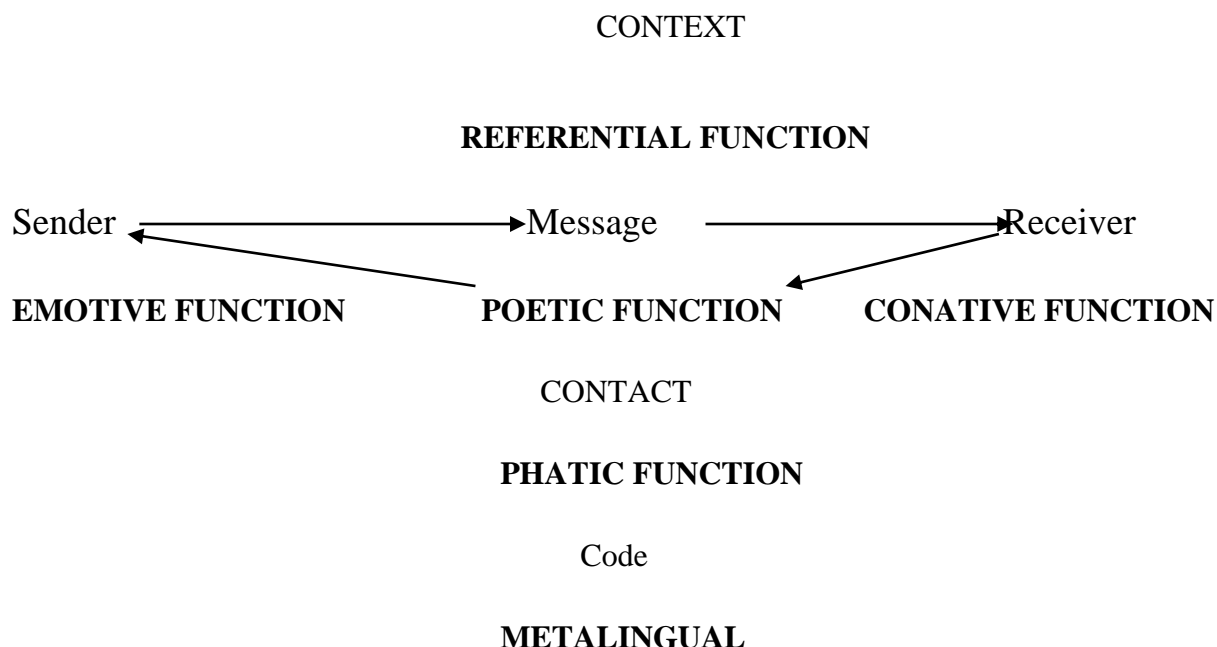 CONTEXT
REFERENTIAL FUNCTION
Sender Message Receiver
EMOTIVE FUNCTION POETIC FUNCTION CONATIVE FUNCTION
CONTACT
PHATIC FUNCTION
Code
METALINGUAL